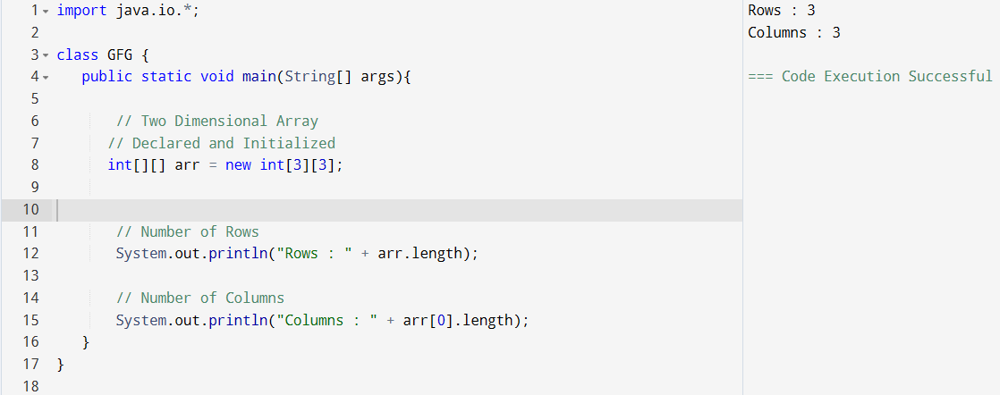 1 import java.io.*;
2
3 class GFG {
4 public static void main(String[] args){
5
6 // Two Dimensional Array
7 // Declared and Initialized
8 int[][] arr = new int[3][3];
9
10
11 // Number of Rows
12 System.out.println("Rows : " + arr.length);
13
14 // Number of Columns
15 System.out.println("Columns : " + arr[0].length);
16 }
17 }
18
Rows : 3
Columns : 3
=== Code Execution Successful